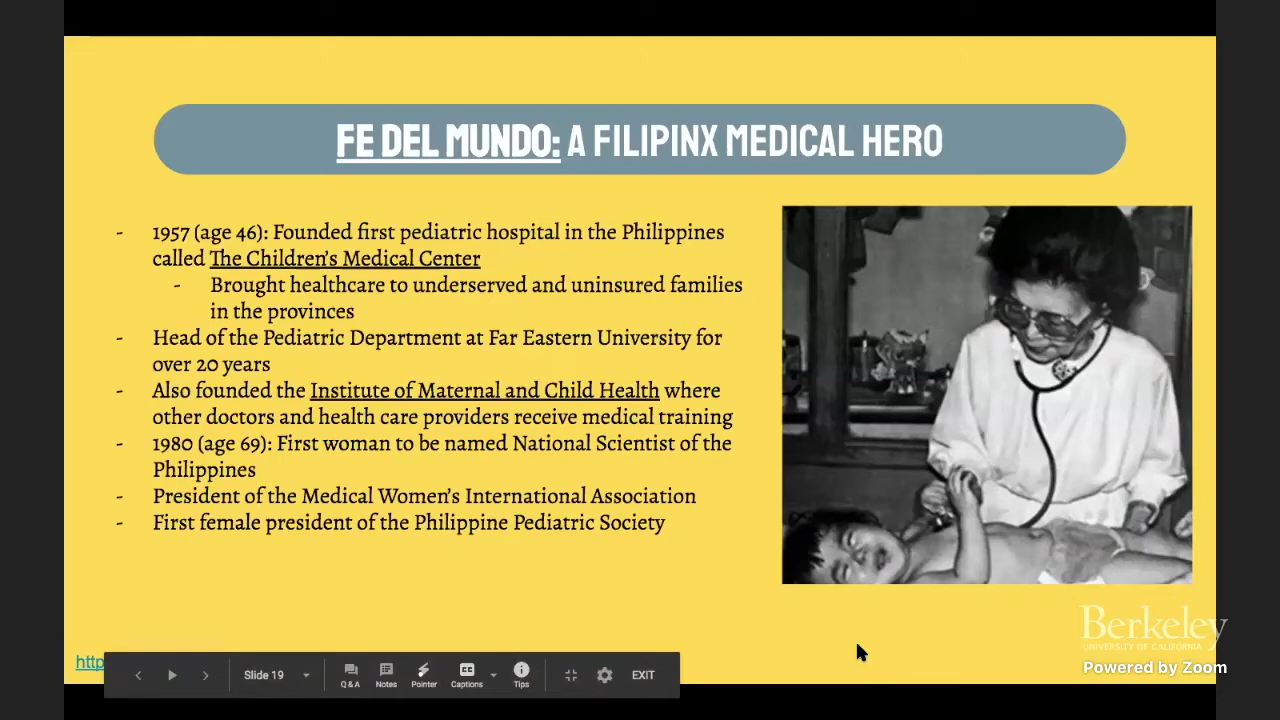 FE DEL MUNDO: A FILIPINX MEDICAL HERO
- 1957 (age 46): Founded first pediatric hospital in the Philippines
called The Children's Medical Center
- Brought healthcare to underserved and uninsured families
in the provinces
- Head of the Pediatric Department at Far Eastern University for
over 20 years
- Also founded the Institute of Maternal and Child Health where
other doctors and health care providers receive medical training
- 1980 (age 69): First woman to be named National Scientist of the
Philippines
- President of the Medical Women's International Association
- First female president of the Philippine Pediatric Society
Berkeley
UNIVERSITY OF CALIFORNIA
Powered by Zoom
http
Slide 19
Q & A
Notes
Pointer
CC
Captions
Tips
EXIT